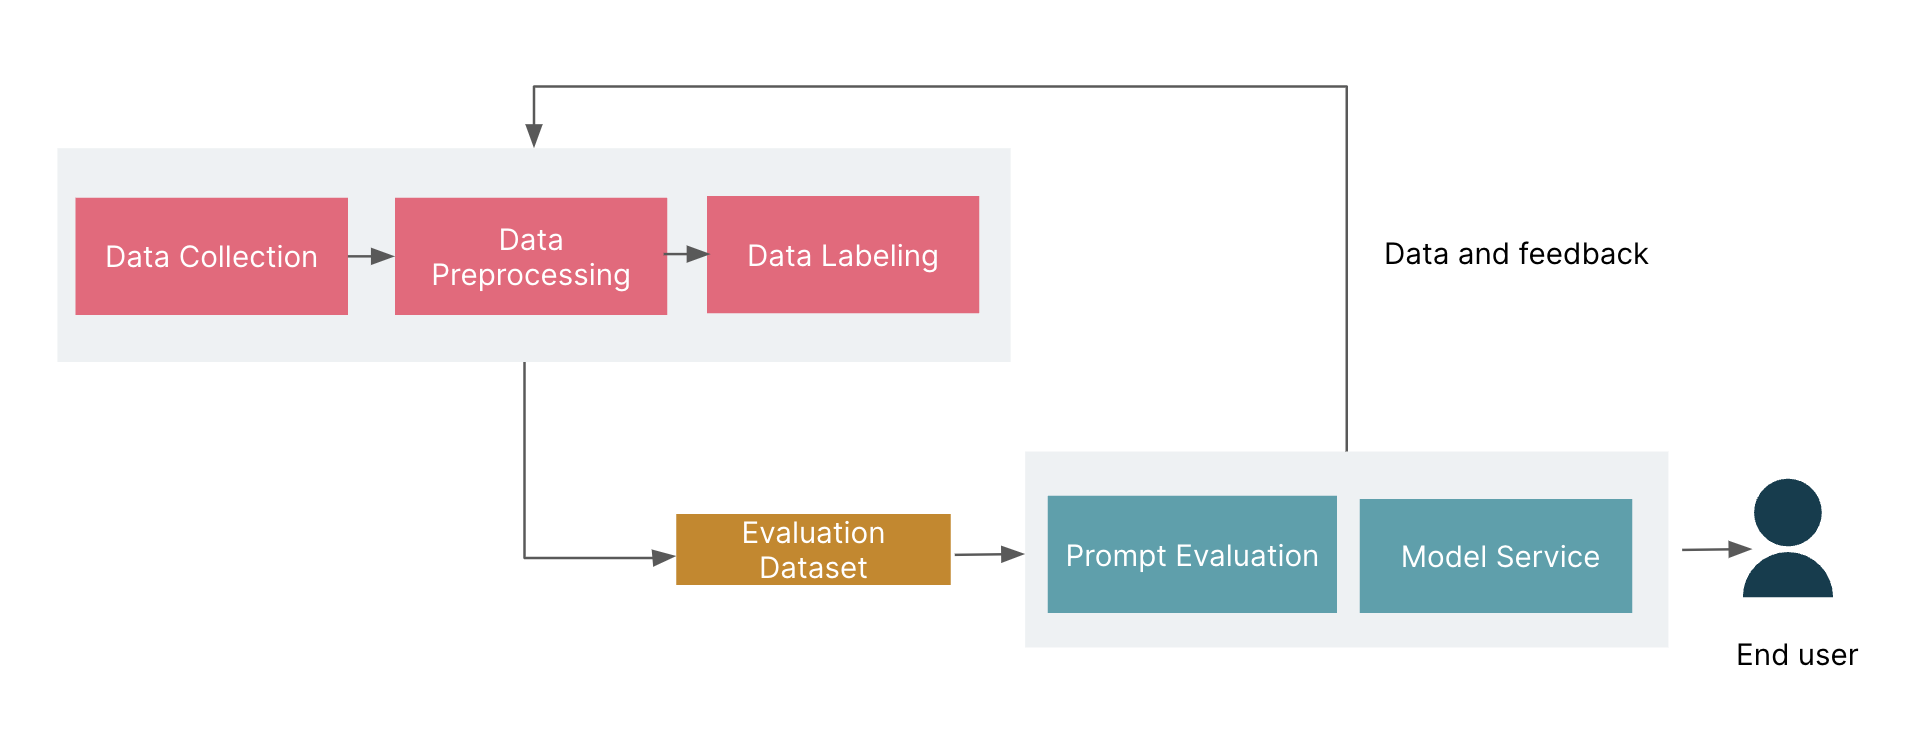 Data Collection
Data
Preprocessing
Data Labeling
Data and feedback
Evaluation
Dataset
Prompt Evaluation
Model Service
End user